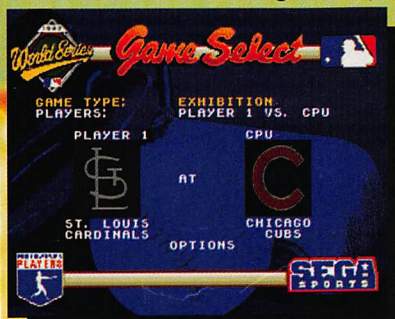 World Series
Game Select
GAME TYPE: EXHIBITION
PLAYERS: PLAYER 1 VS. CPU
PLAYER 1 CPU
STL AT C
ST. LOUIS CHICAGO
CARDINALS CUBS
OPTIONS
PLAYERS
SEGA
SPORTS